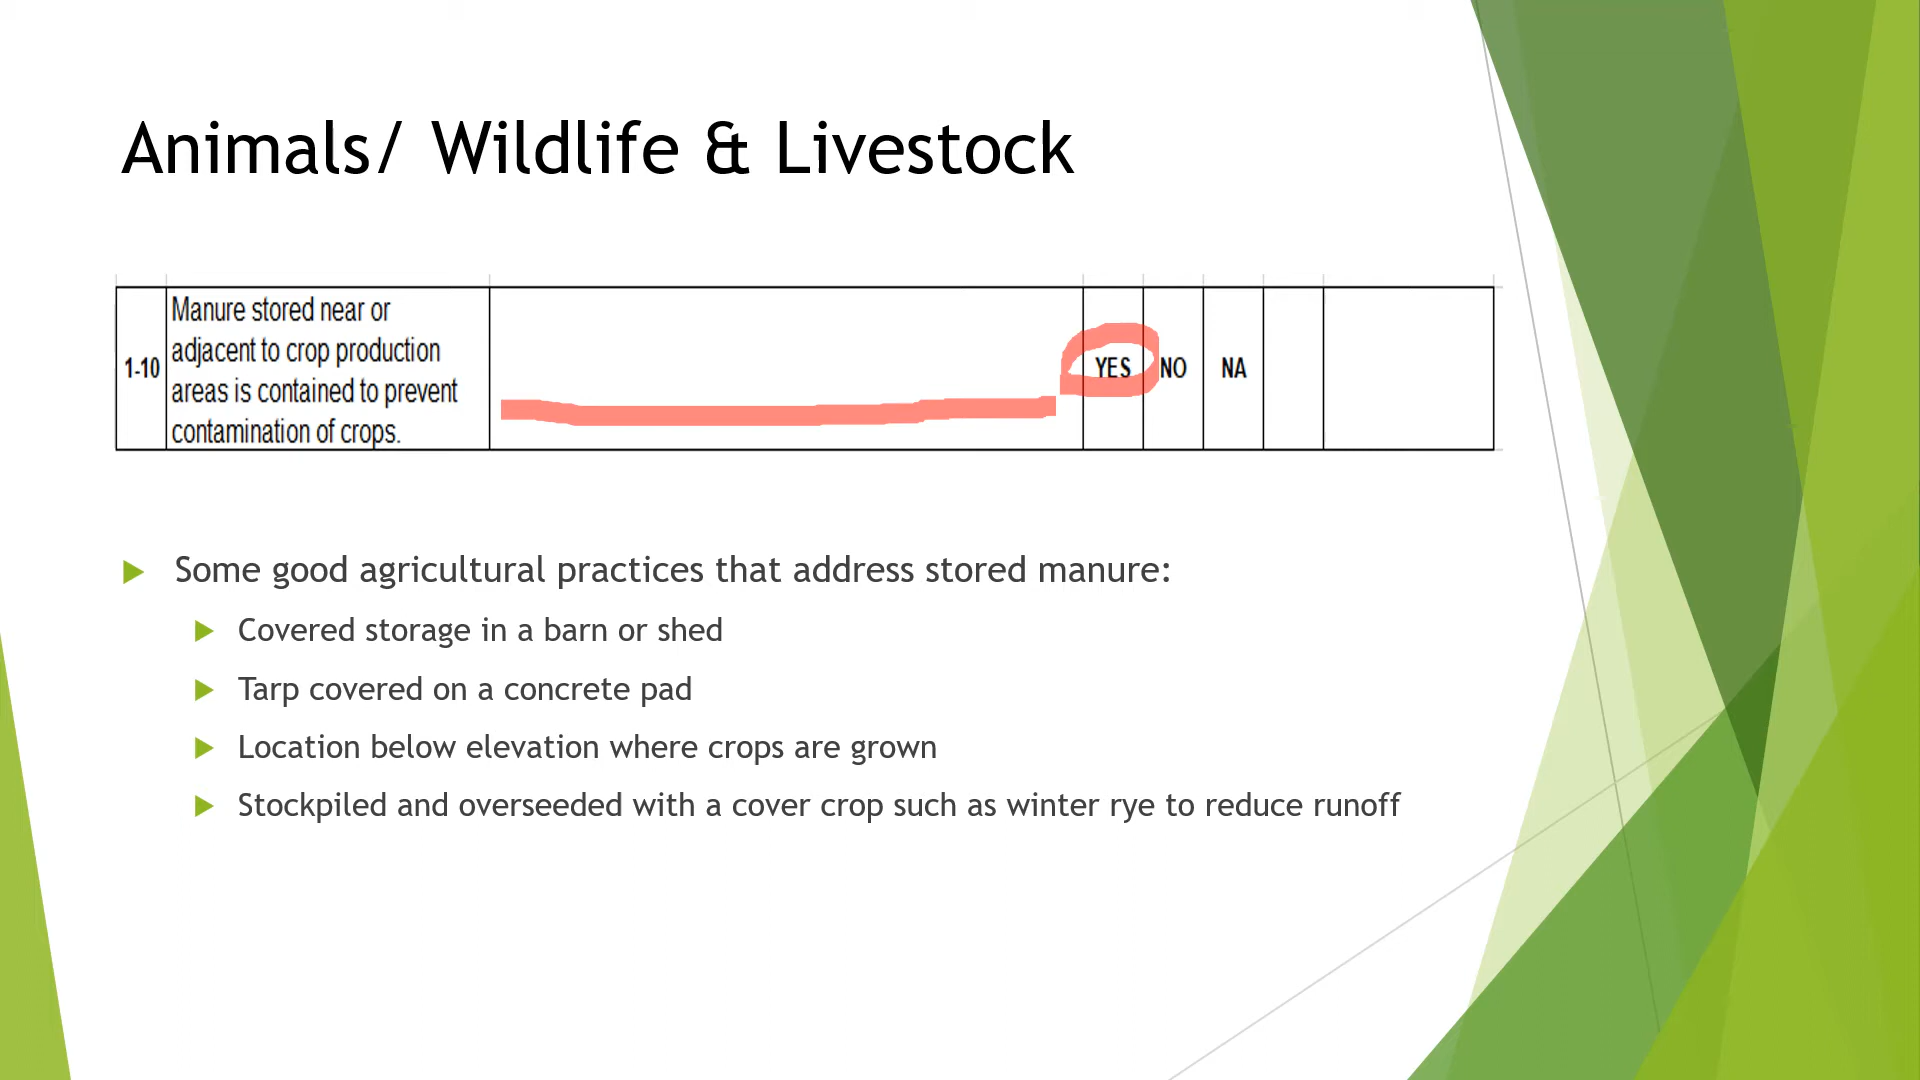 Animals/ Wildlife & Livestock
Manure stored near or
adjacent to crop production
1-10
areas is contained to prevent
contamination of crops.
YES NO NA
Some good agricultural practices that address stored manure:
Covered storage in a barn or shed
Tarp covered on a concrete pad
Location below elevation where crops are grown
Stockpiled and overseeded with a cover crop such as winter rye to reduce runoff